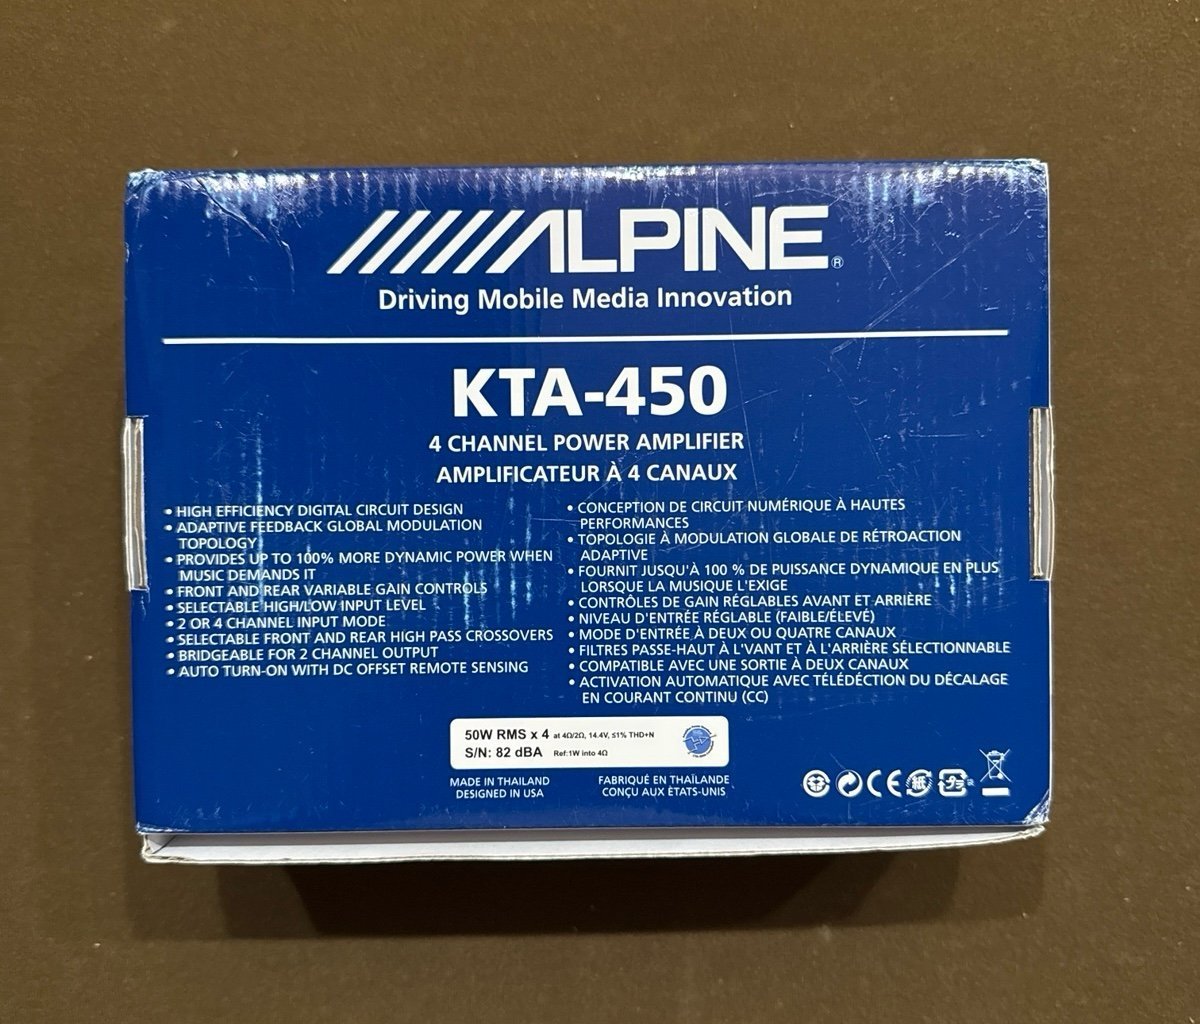 ALPINE®
Driving Mobile Media Innovation
KTA-450
4 CHANNEL POWER AMPLIFIER
AMPLIFICATEUR À 4 CANAUX
• HIGH EFFICIENCY DIGITAL CIRCUIT DESIGN
• ADAPTIVE FEEDBACK GLOBAL MODULATION
TOPOLOGY
• PROVIDES UP TO 100% MORE DYNAMIC POWER WHEN
MUSIC DEMANDS IT
• FRONT AND REAR VARIABLE GAIN CONTROLS
• SELECTABLE HIGH/LOW INPUT LEVEL
• 2 OR 4 CHANNEL INPUT MODE
• SELECTABLE FRONT AND REAR HIGH PASS CROSSOVERS
• BRIDGEABLE FOR 2 CHANNEL OUTPUT
• AUTO TURN-ON WITH DC OFFSET REMOTE SENSING
• CONCEPTION DE CIRCUIT NUMÉRIQUE À HAUTES
PERFORMANCES
• TOPOLOGIE À MODULATION GLOBALE DE RÉTROACTION
ADAPTIVE
• FOURNIT JUSQU'À 100 % DE PUISSANCE DYNAMIQUE EN PLUS
LORSQUE LA MUSIQUE L'EXIGE
• CONTRÔLES DE GAIN RÉGLABLES AVANT ET ARRIÈRE
• NIVEAU D'ENTRÉE RÉGLABLE (FAIBLE/ÉLEVÉ)
• MODE D'ENTRÉE À DEUX OU QUATRE CANAUX
• FILTRES PASSE-HAUT À L'VANT ET À L'ARRIÈRE SÉLECTIONNABLE
• COMPATIBLE AVEC UNE SORTIE À DEUX CANAUX
• ACTIVATION AUTOMATIQUE AVEC TÉLÉDÉCTION DU DÉCALAGE
EN COURANT CONTINU (CC)
50W RMS x 4 at 4Ω/2Ω, 14.4V, ≤1% THD+N
S/N: 82 dBA Ref:1W into 4Ω
MADE IN THAILAND
DESIGNED IN USA
FABRIQUÉ EN THAÏLANDE
CONÇU AUX ÈTATS-UNIS
CE
紙
プラ